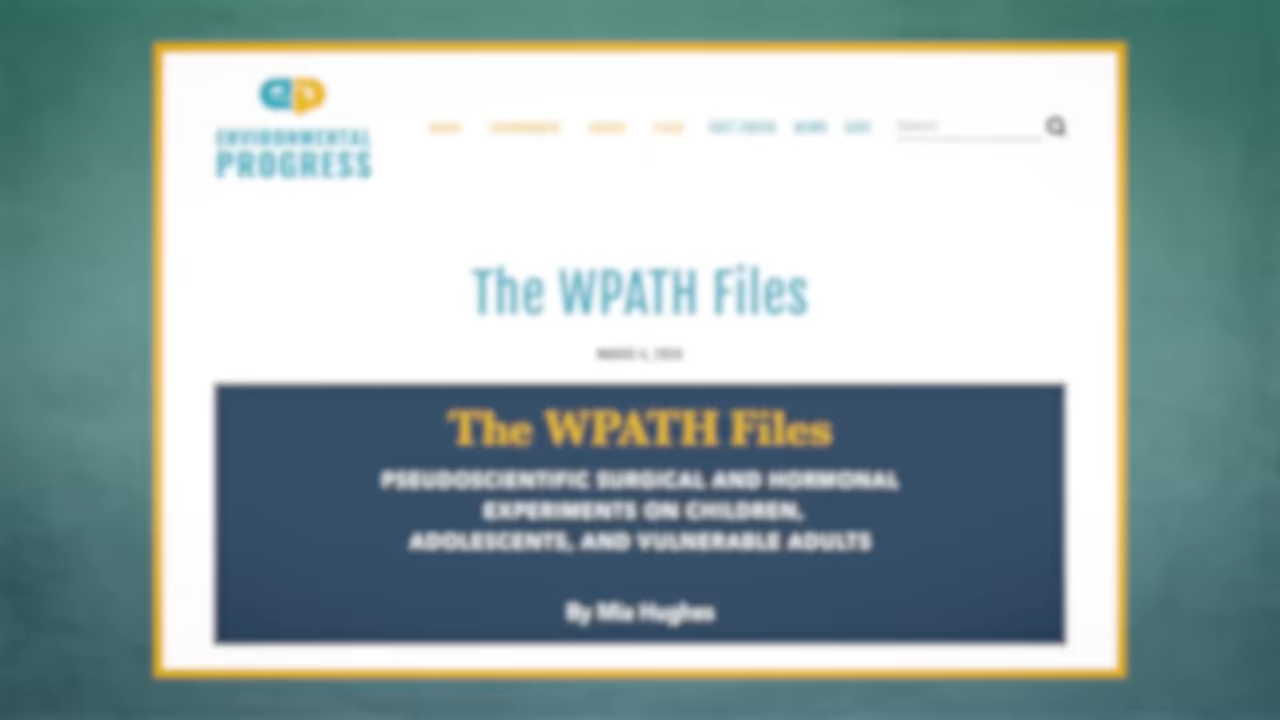 ENVIRONMENTAL
PROGRESS
The WPATH Files
The WPATH Files
PSEUDOSCIENTIFIC SURGICAL AND HORMONAL
EXPERIMENTS ON CHILDREN,
ADOLESCENTS, AND VULNERABLE ADULTS
By Mia Hughes